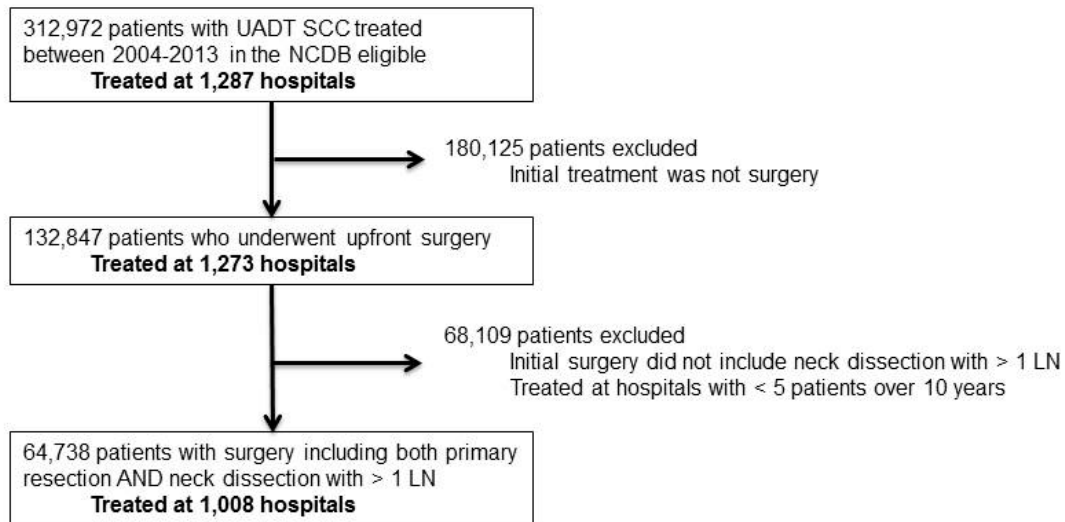 312,972 patients with UADT SCC treated
between 2004-2013 in the NCDB eligible
Treated at 1,287 hospitals
180,125 patients excluded
Initial treatment was not surgery
132,847 patients who underwent upfront surgery
Treated at 1,273 hospitals
68,109 patients excluded
Initial surgery did not include neck dissection with > 1 LN
Treated at hospitals with < 5 patients over 10 years
64,738 patients with surgery including both primary
resection AND neck dissection with > 1 LN
Treated at 1,008 hospitals